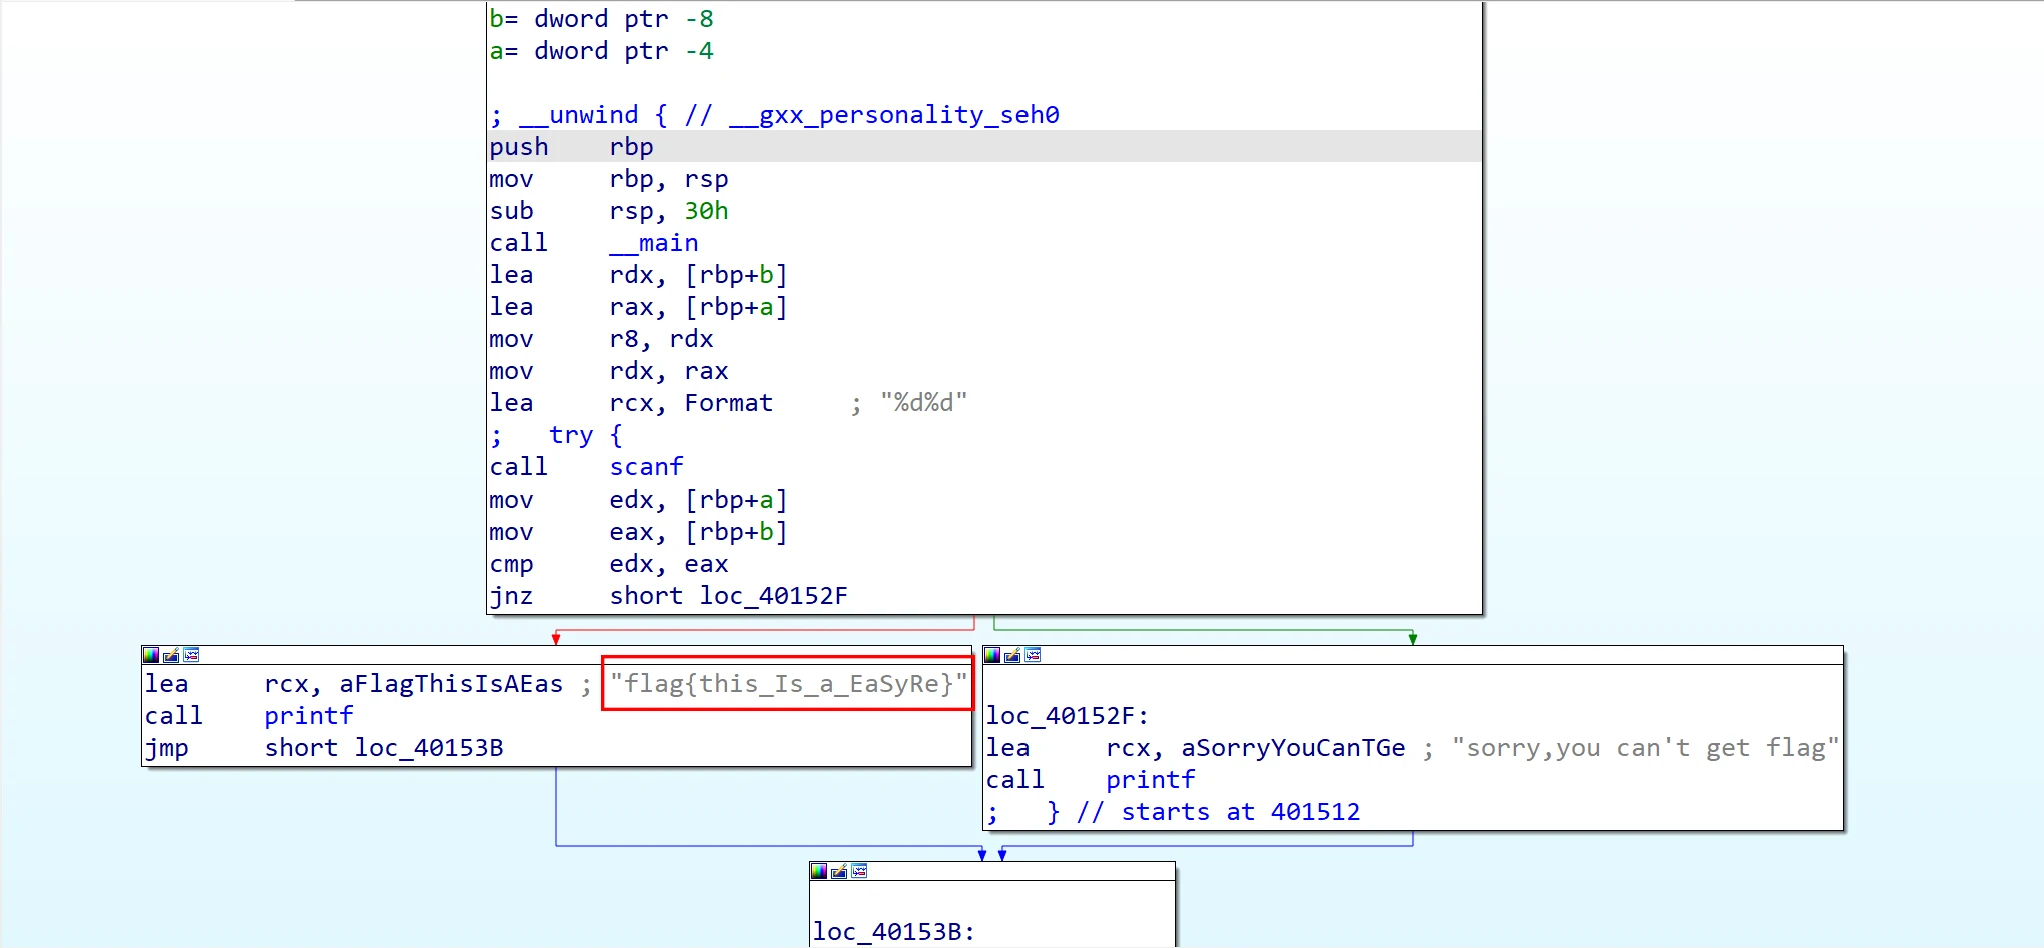 b= dword ptr -8
a= dword ptr -4
; __unwind { // __gxx_personality_seh0
push rbp
mov rbp, rsp
sub rsp, 30h
call __main
lea rdx, [rbp+b]
lea rax, [rbp+a]
mov r8, rdx
mov rdx, rax
lea rcx, Format ; "%d%d"
; try {
call scanf
mov edx, [rbp+a]
mov eax, [rbp+b]
cmp edx, eax
jnz short loc_40152F
lea rcx, aFlagThisIsAEas ; "flag{this_Is_a_EaSyRe}"
call printf
jmp short loc_40153B
loc_40152F:
lea rcx, aSorryYouCanTGe ; "sorry,you can't get flag"
call printf
; } // starts at 401512
loc_40153B: